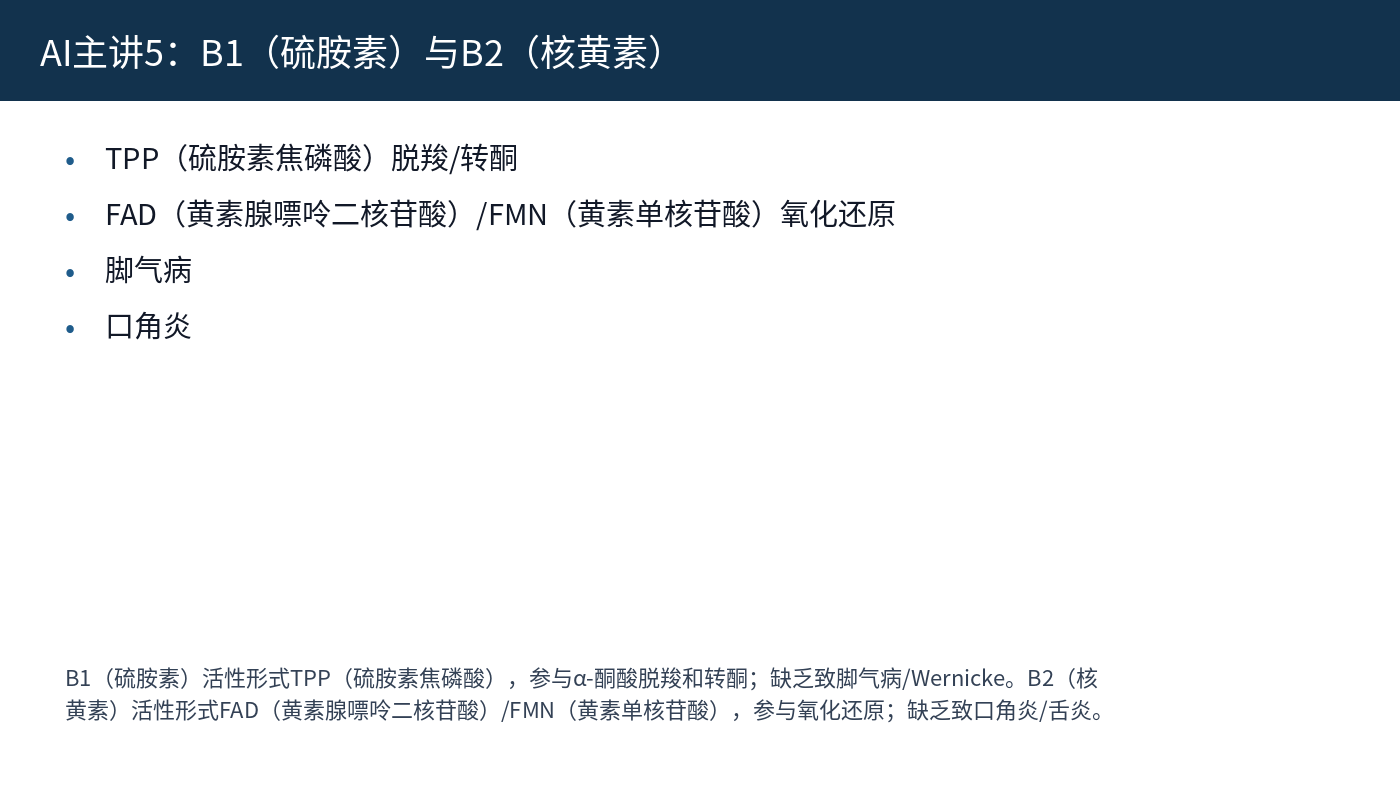 AI主讲5：B1（硫胺素）与B2（核黄素）
• TPP（硫胺素焦磷酸）脱羧/转酮
• FAD（黄素腺嘌呤二核苷酸）/FMN（黄素单核苷酸）氧化还原
• 脚气病
• 口角炎
B1（硫胺素）活性形式TPP（硫胺素焦磷酸），参与α-酮酸脱羧和转酮；缺乏致脚气病/Wernicke。B2（核
黄素）活性形式FAD（黄素腺嘌呤二核苷酸）/FMN（黄素单核苷酸），参与氧化还原；缺乏致口角炎/舌炎。